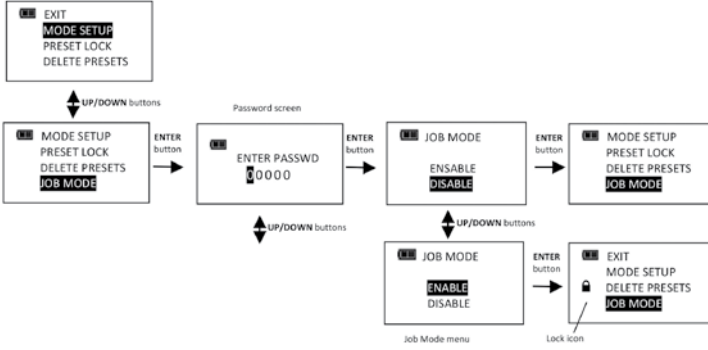 EXIT
MODE SETUP
PRESET LOCK
DELETE PRESETS
UP/DOWN buttons
Password screen
MODE SETUP
PRESET LOCK
DELETE PRESETS
JOB MODE
ENTER
button
ENTER PASSWD
00000
ENTER
button
JOB MODE
ENSABLE
DISABLE
ENTER
button
MODE SETUP
PRESET LOCK
DELETE PRESETS
JOB MODE
UP/DOWN buttons
UP/DOWN buttons
JOB MODE
ENABLE
DISABLE
ENTER
button
EXIT
MODE SETUP
DELETE PRESETS
JOB MODE
Job Mode menu
Lock icon